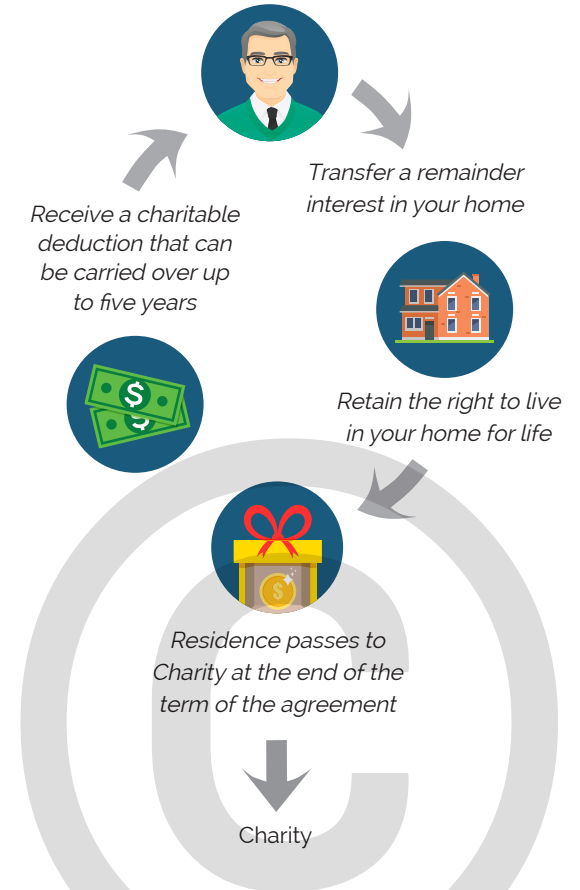 Transfer a remainder
interest in your home
Receive a charitable
deduction that can
be carried over up
to five years
$
$
Retain the right to live
in your home for life
$
Residence passes to
Charity at the end of the
term of the agreement
Charity
©